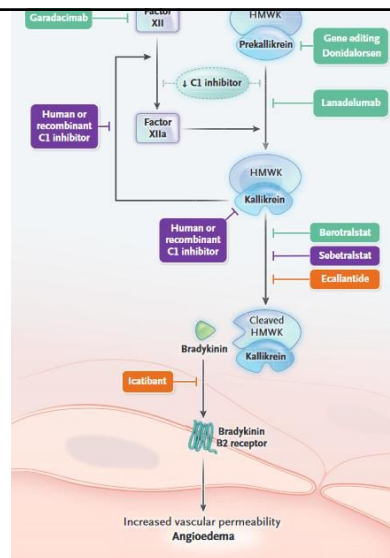 Garadacimab
Factor
XII
HMWK
Prekallikrein
Gene editing
Donidalorsen
↓ C1 inhibitor
Lanadelumab
Human or
recombinant
C1 inhibitor
Factor
XIIa
HMWK
Kallikrein
Human or
recombinant
C1 inhibitor
Berotralstat
Sebetralstat
Ecallantide
Cleaved
HMWK
Kallikrein
Bradykinin
Icatibant
Bradykinin
B2 receptor
Increased vascular permeability
Angioedema